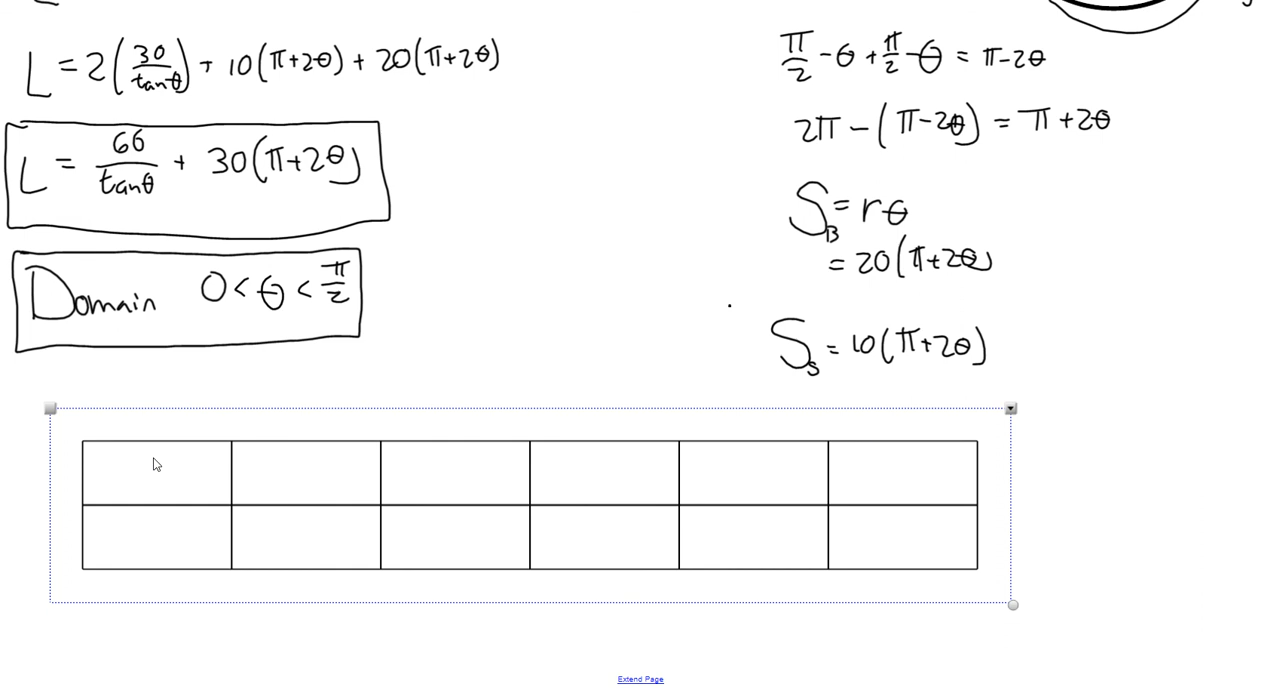 L = 2(30/tanθ) + 10(π+2θ) + 20(π+2θ)
L = 60/tanθ + 30(π+2θ)
Domain 0 < θ < π/2
π/2 - θ + π/2 - θ = π-2θ
2π - (π-2θ) = π+2θ
S_B = rθ
= 20(π+2θ)
S_s = 10(π+2θ)
Extend Page